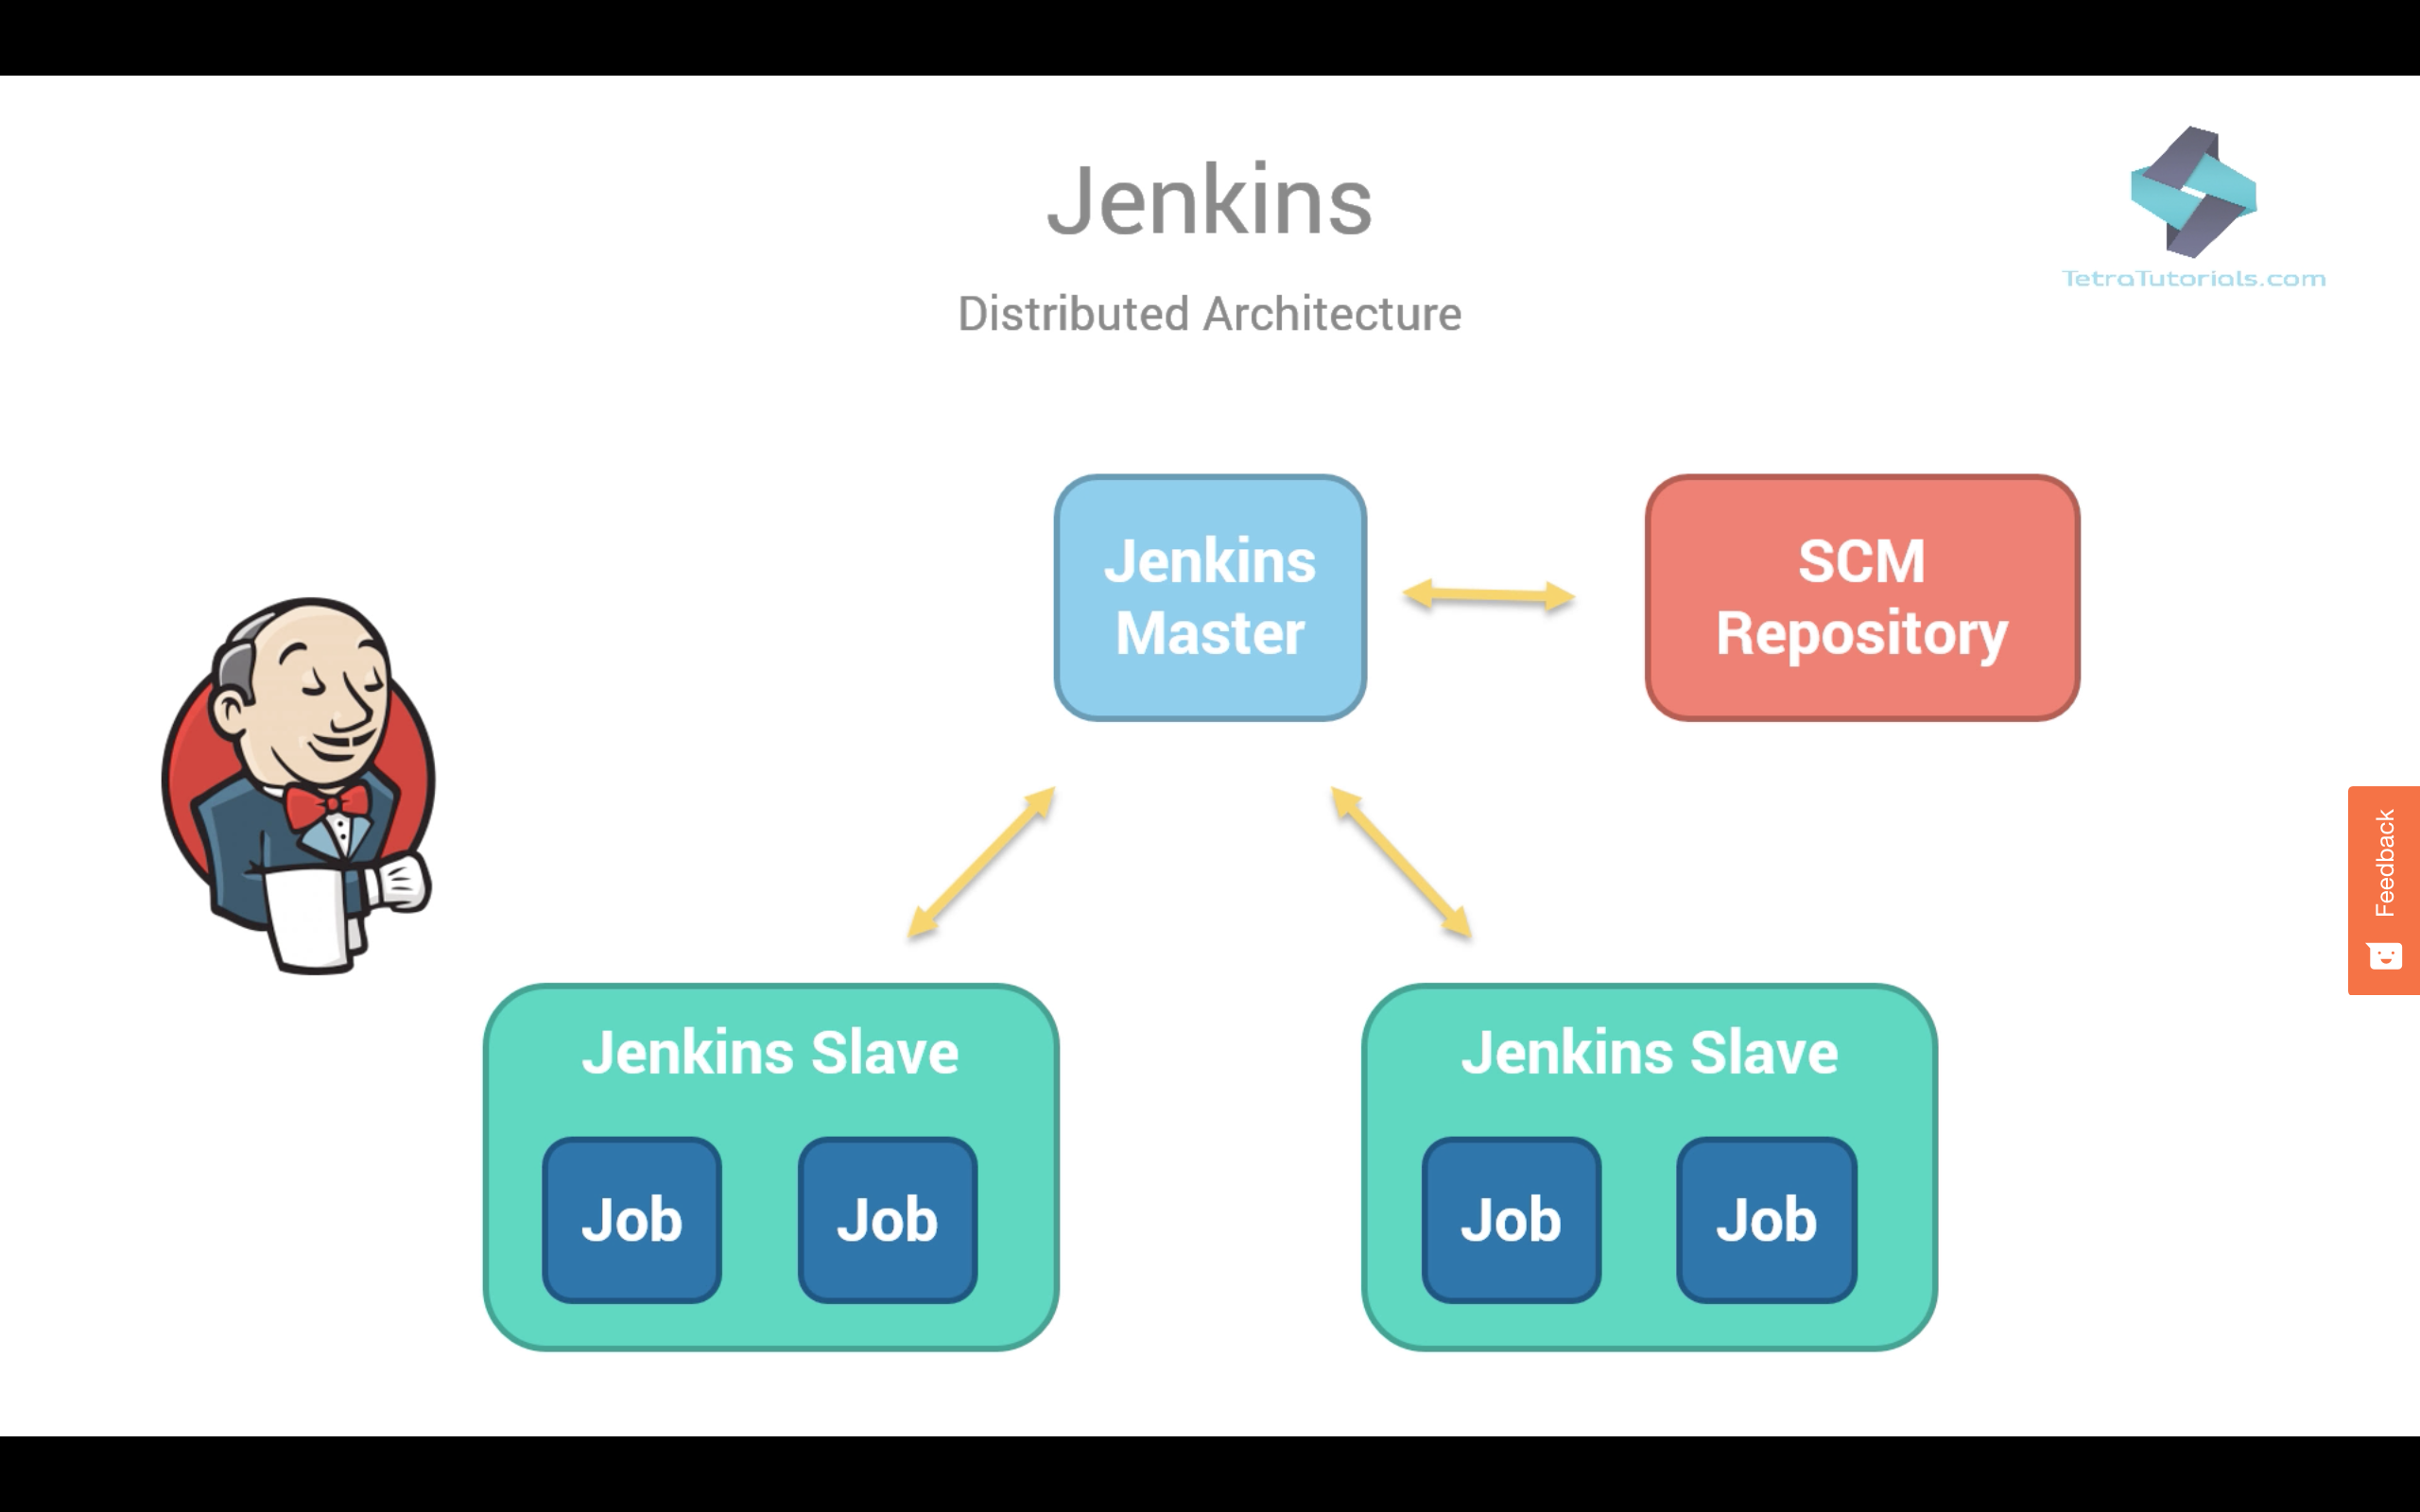 Jenkins
TetraTutorials.com
Distributed Architecture
Jenkins
Master
SCM
Repository
Feedback
Jenkins Slave
Jenkins Slave
Job
Job
Job
Job